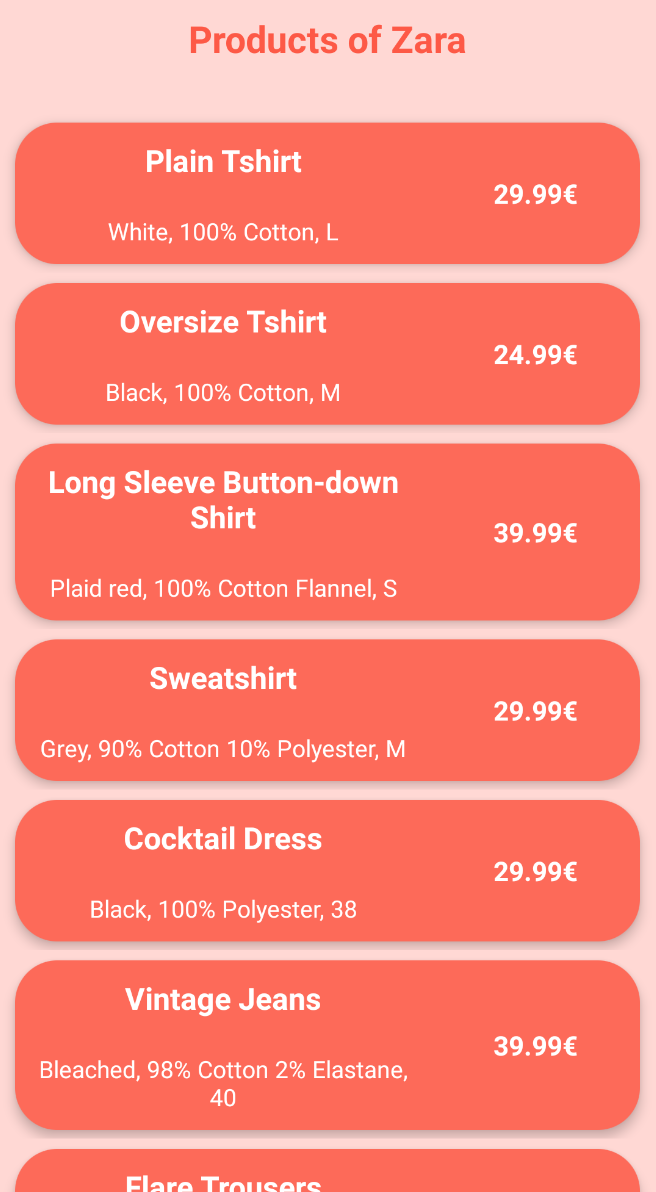 Products of Zara
Plain Tshirt
29.99€
White, 100% Cotton, L
Oversize Tshirt
24.99€
Black, 100% Cotton, M
Long Sleeve Button-down
Shirt
39.99€
Plaid red, 100% Cotton Flannel, S
Sweatshirt
29.99€
Grey, 90% Cotton 10% Polyester, M
Cocktail Dress
29.99€
Black, 100% Polyester, 38
Vintage Jeans
39.99€
Bleached, 98% Cotton 2% Elastane,
40
Flare Trousers